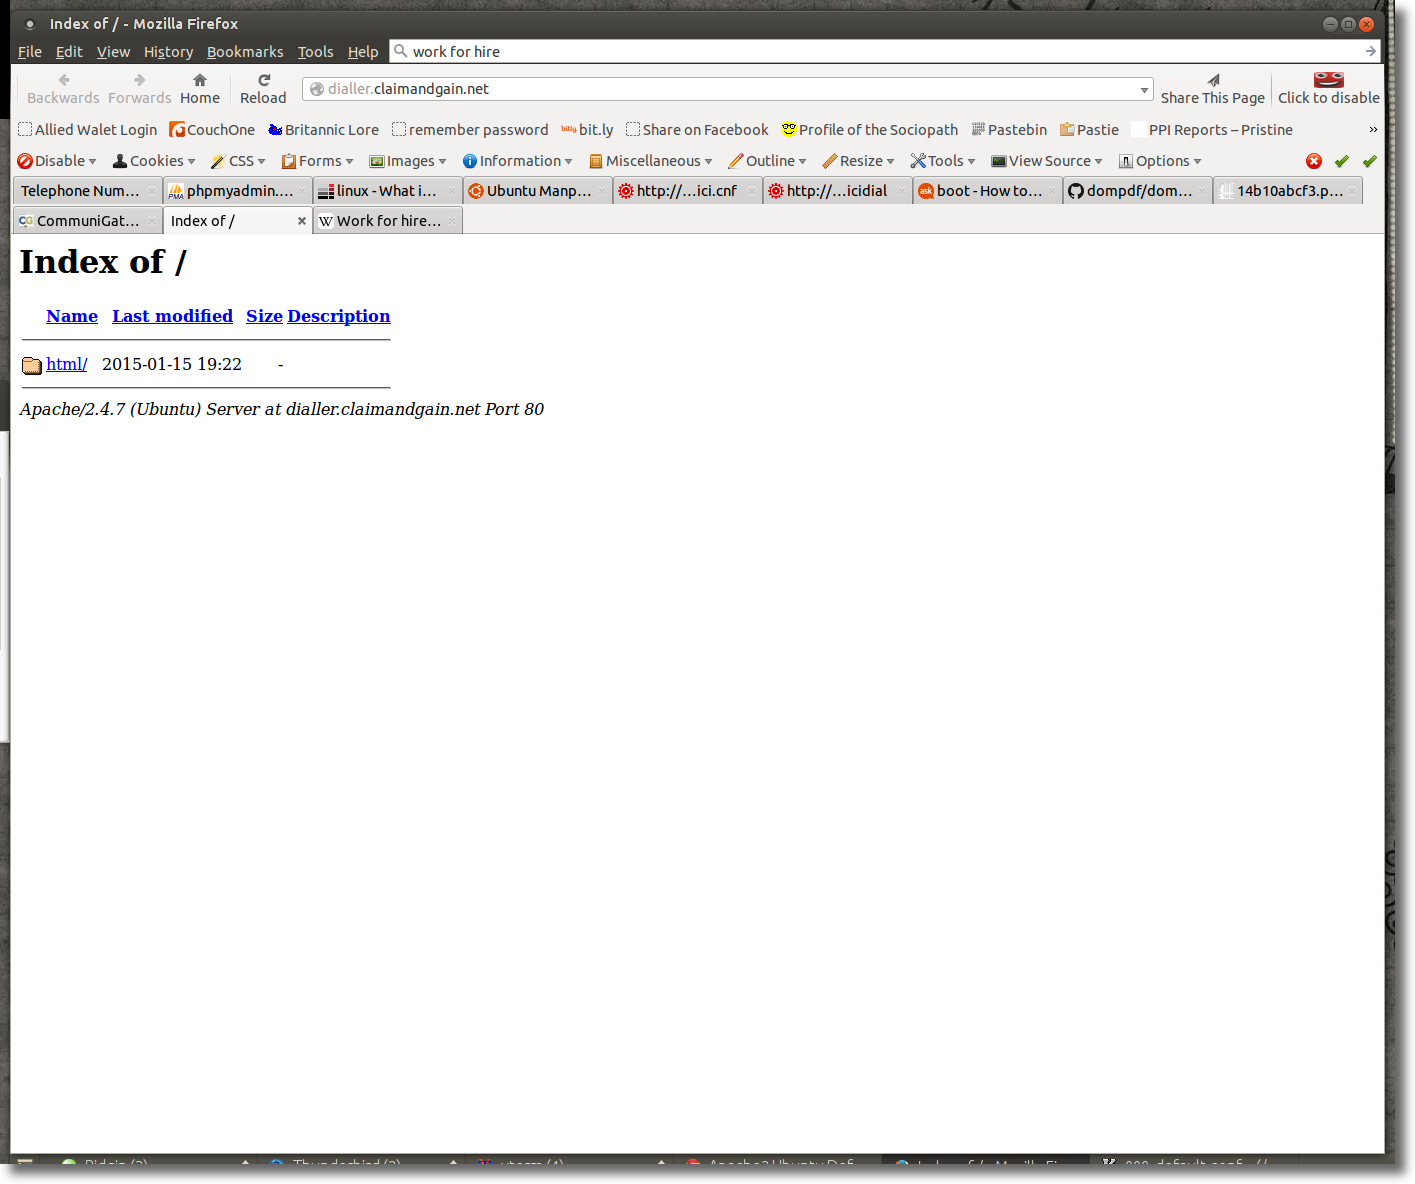 Index of / - Mozilla Firefox
File Edit View History Bookmarks Tools Help work for hire
Backwards Forwards Home Reload dialler.claimandgain.net Share This Page Click to disable
Allied Walet Login CouchOne Britannic Lore remember password bitly bit.ly Share on Facebook Profile of the Sociopath Pastebin Pastie PPI Reports – Pristine »
Disable Cookies CSS Forms Images Information Miscellaneous Outline Resize Tools View Source Options
Telephone Num... PMA phpmyadmin.... linux - What i... Ubuntu Manp... http://...ici.cnf http://...icidial ask boot - How to... dompdf/dom... 14b10abcf3.p...
CG CommuniGat... Index of / W Work for hire...
Index of /
Name Last modified Size Description
html/ 2015-01-15 19:22 -
Apache/2.4.7 (Ubuntu) Server at dialler.claimandgain.net Port 80